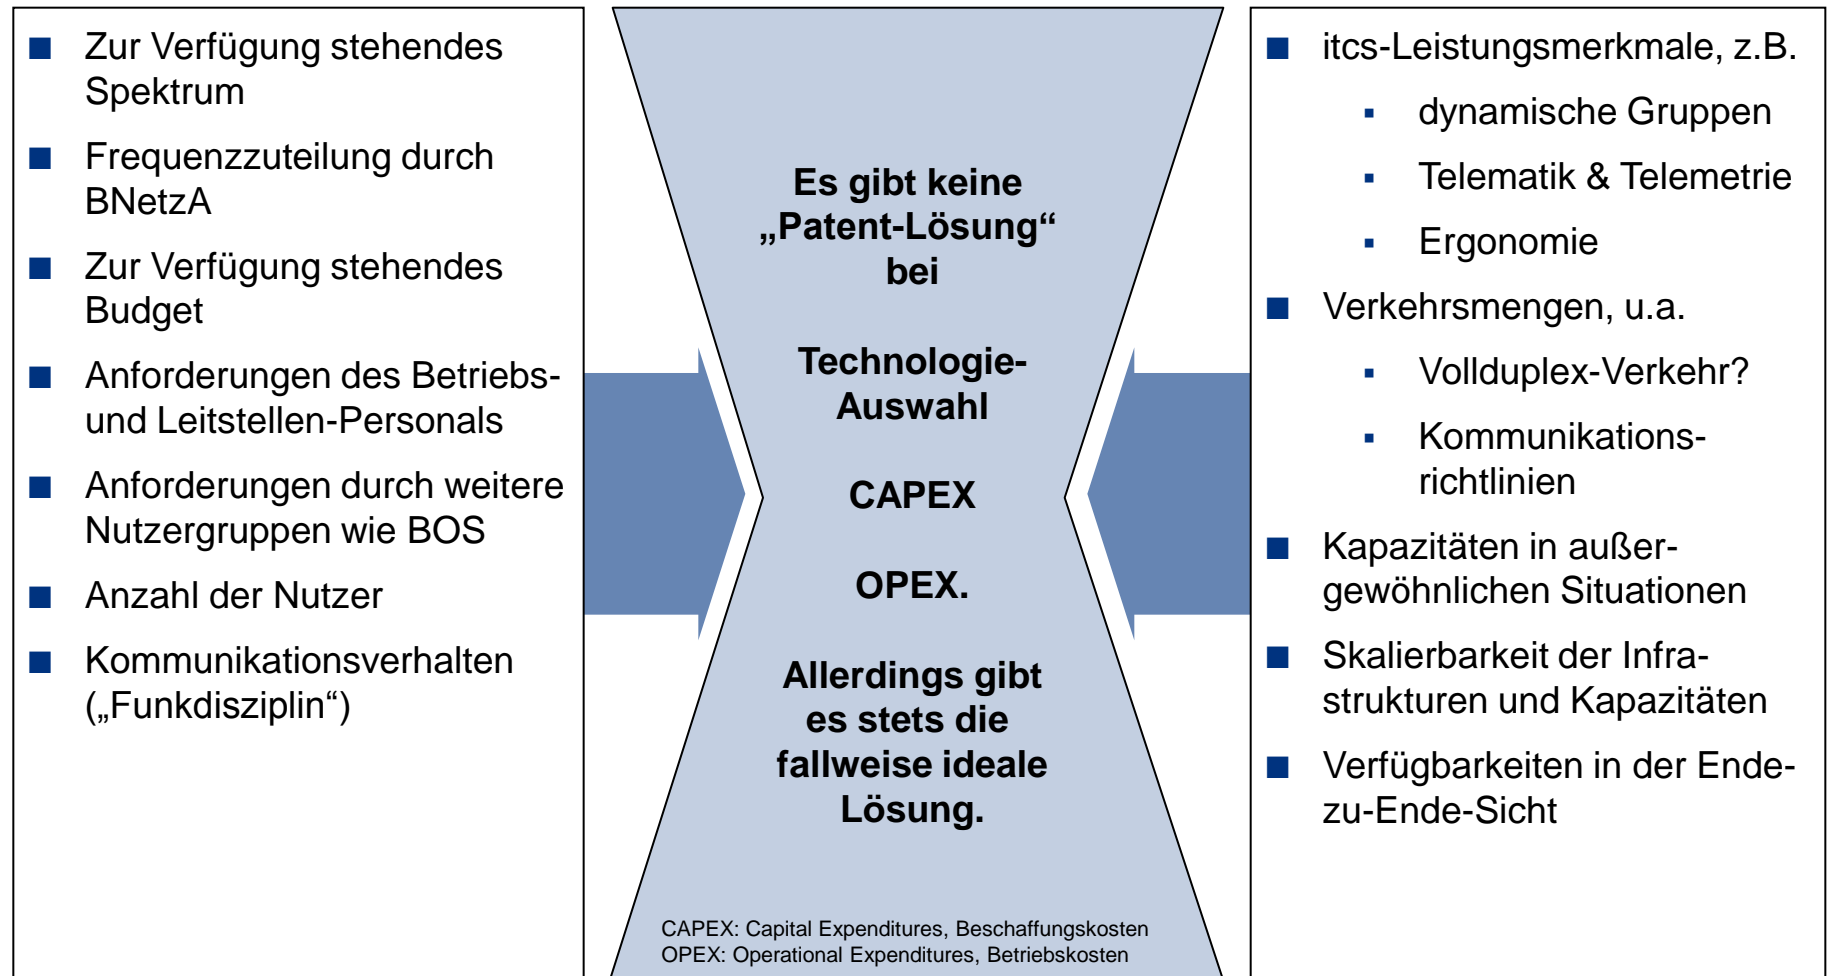 Zur Verfügung stehendes
Spektrum
Frequenzzuteilung durch
BNetzA
Zur Verfügung stehendes
Budget
Anforderungen des Betriebs-
und Leitstellen-Personals
Anforderungen durch weitere
Nutzergruppen wie BOS
Anzahl der Nutzer
Kommunikationsverhalten
(„Funkdisziplin“)
Es gibt keine
„Patent-Lösung“
bei
Technologie-
Auswahl
CAPEX
OPEX.
Allerdings gibt
es stets die
fallweise ideale
Lösung.
CAPEX: Capital Expenditures, Beschaffungskosten
OPEX: Operational Expenditures, Betriebskosten
itcs-Leistungsmerkmale, z.B.
dynamische Gruppen
Telematik & Telemetrie
Ergonomie
Verkehrsmengen, u.a.
Vollduplex-Verkehr?
Kommunikations-
richtlinien
Kapazitäten in außer-
gewöhnlichen Situationen
Skalierbarkeit der Infra-
strukturen und Kapazitäten
Verfügbarkeiten in der Ende-
zu-Ende-Sicht